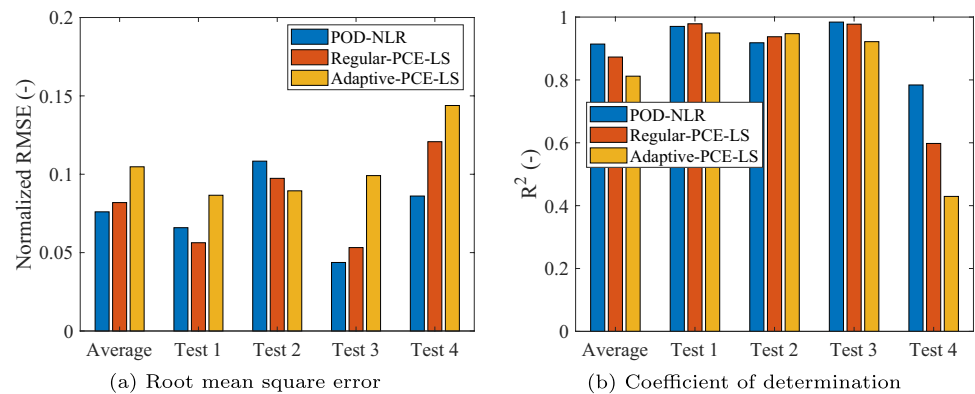 0.2
0.15
0.1
0.05
0
Normalized RMSE (-)
POD-NLR
Regular-PCE-LS
Adaptive-PCE-LS
Average Test 1 Test 2 Test 3 Test 4
(a) Root mean square error
1
0.8
0.6
0.4
0.2
0
R² (-)
POD-NLR
Regular-PCE-LS
Adaptive-PCE-LS
Average Test 1 Test 2 Test 3 Test 4
(b) Coefficient of determination